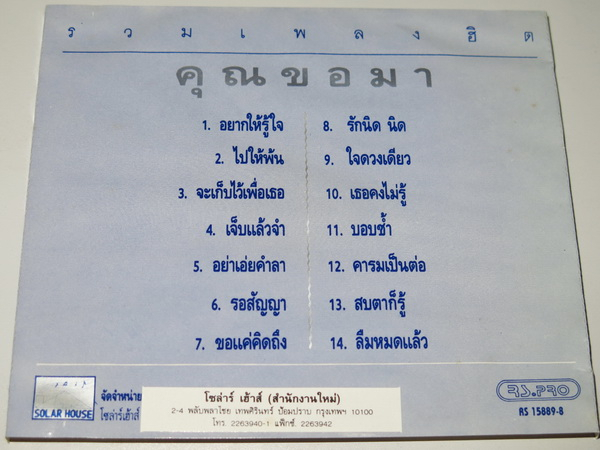 รวมเพลงฮิต
คุณขอมา
1. อยากให้รู้ใจ
2. ไปให้พ้น
3. จะเก็บไว้เพื่อเธอ
4. เจ็บแล้วจำ
5. อย่าเอ่ยคำลา
6. รอสัญญา
7. ขอแค่คิดถึง
8. รักนิด นิด
9. ใจดวงเดียว
10. เธอคงไม่รู้
11. บอบช้ำ
12. คารมเป็นต่อ
13. สบตาก็รู้
14. ลืมหมดแล้ว
SOLAR HOUSE
จัดจำหน่าย
โซล่าร์เฮ้าส์
โซล่าร์ เฮ้าส์ (สำนักงานใหม่)
2-4 พลับพลาไชย เทพศิรินทร์ ป้อมปราบ กรุงเทพฯ 10100
โทร. 2263940-1 แฟ็กซ์. 2263942
RS.PRO
RS 15889-8